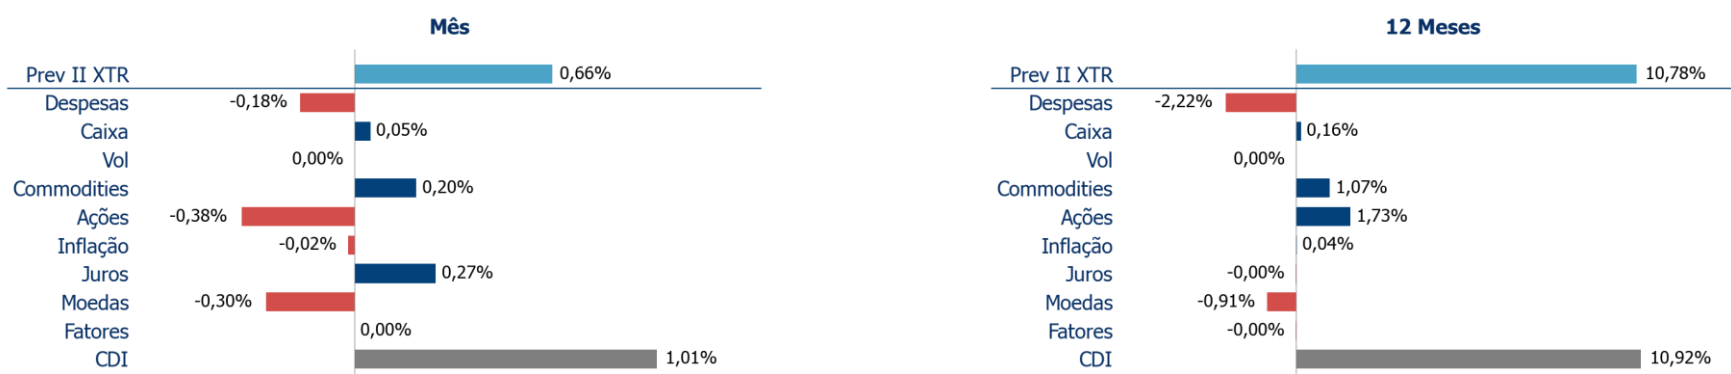 Mês
Prev II XTR 0,66%
Despesas -0,18%
Caixa 0,05%
Vol 0,00%
Commodities 0,20%
Ações -0,38%
Inflação -0,02%
Juros 0,27%
Moedas -0,30%
Fatores 0,00%
CDI 1,01%
12 Meses
Prev II XTR 10,78%
Despesas -2,22%
Caixa 0,16%
Vol 0,00%
Commodities 1,07%
Ações 1,73%
Inflação 0,04%
Juros -0,00%
Moedas -0,91%
Fatores -0,00%
CDI 10,92%